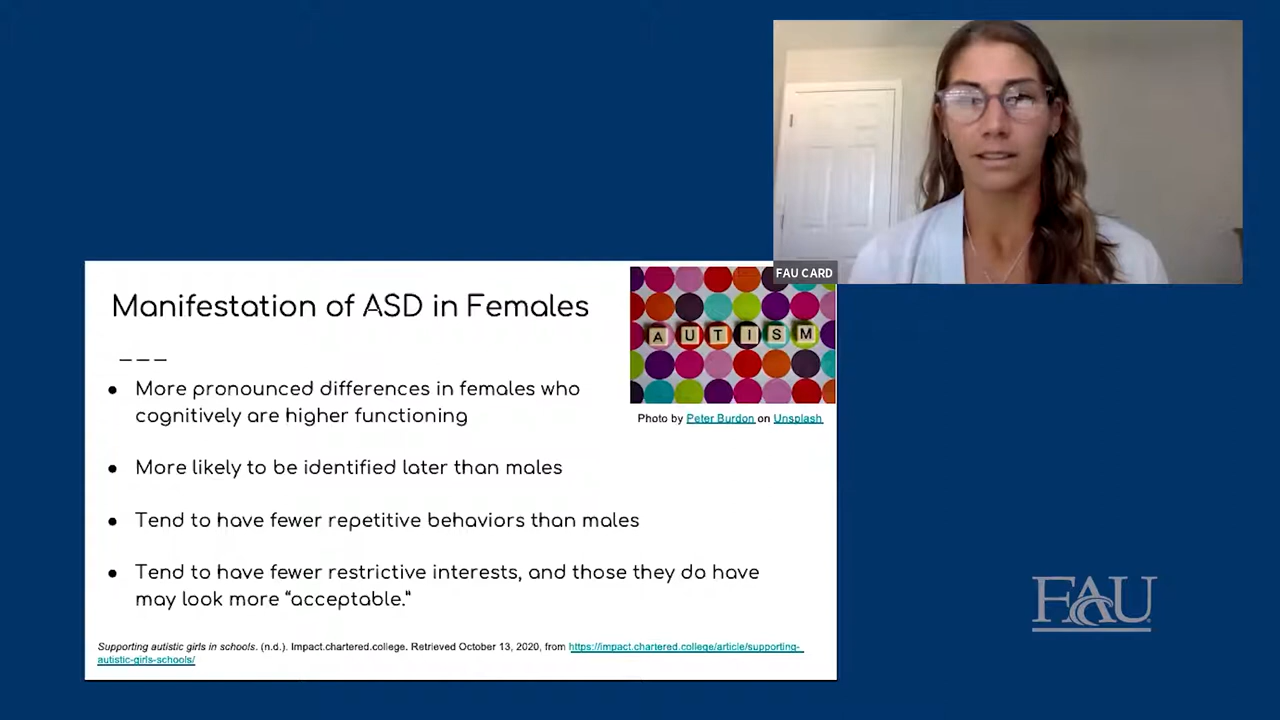 FAU CARD
Manifestation of ASD in Females
AUTISM
Photo by Peter Burdon on Unsplash
● More pronounced differences in females who
cognitively are higher functioning
● More likely to be identified later than males
● Tend to have fewer repetitive behaviors than males
● Tend to have fewer restrictive interests, and those they do have
may look more “acceptable.”
Supporting autistic girls in schools. (n.d.). Impact.chartered.college. Retrieved October 13, 2020, from https://impact.chartered.college/article/supporting-
autistic-girls-schools/
FAU